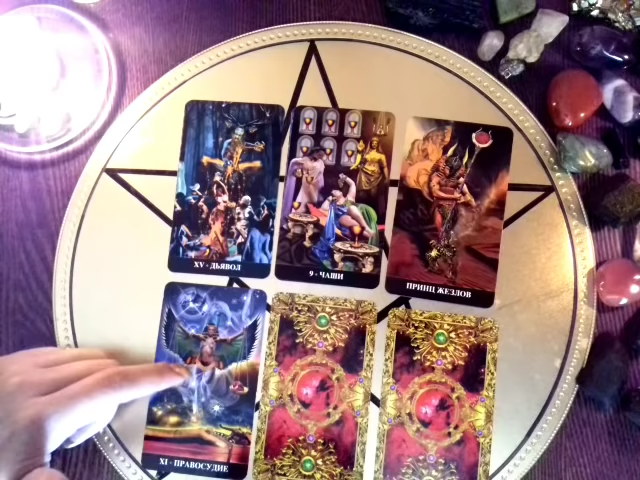 XV - ДЬЯВОЛ
9 - ЧАШИ
ПРИНЦ ЖЕЗЛОВ
XI - ПРАВОСУДИЕ